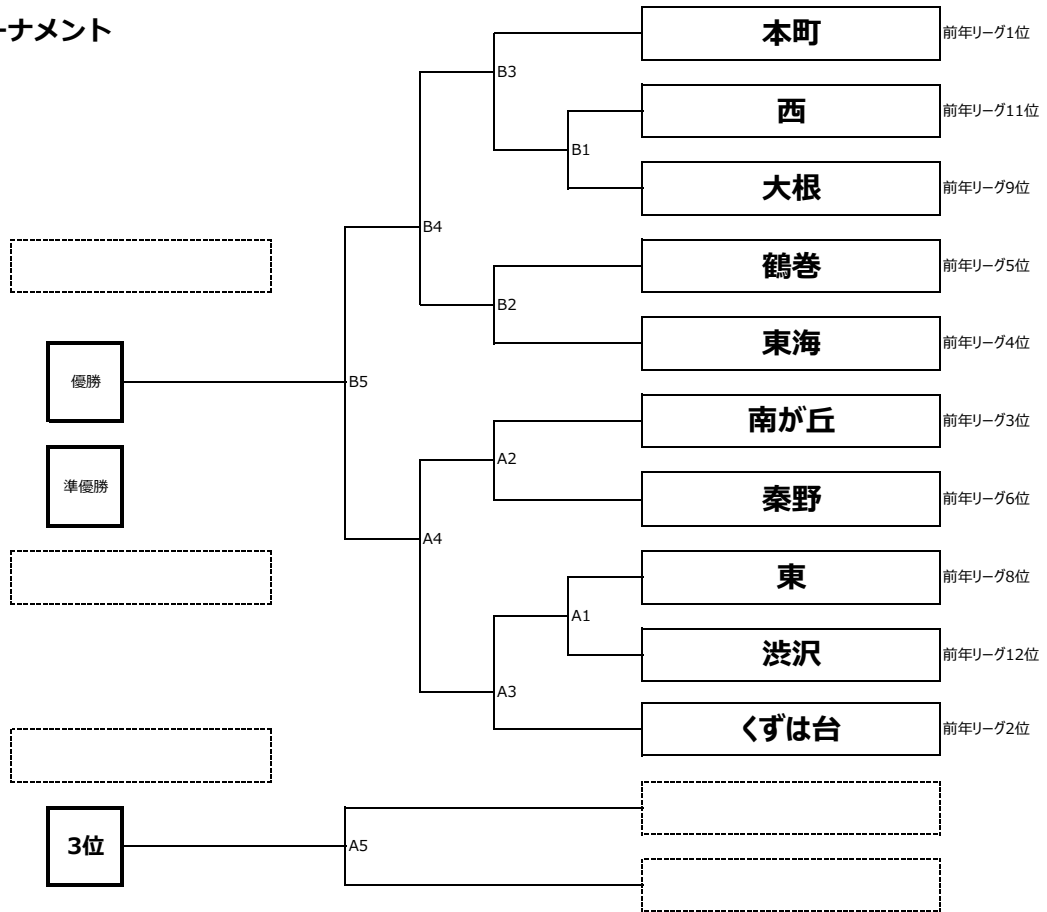 ーナメント
本町
前年リーグ1位
B3
西
前年リーグ11位
B1
大根
前年リーグ9位
B4
鶴巻
前年リーグ5位
B2
東海
前年リーグ4位
優勝
B5
南が丘
前年リーグ3位
A2
準優勝
秦野
前年リーグ6位
A4
東
前年リーグ8位
A1
渋沢
前年リーグ12位
A3
くずは台
前年リーグ2位
3位
A5